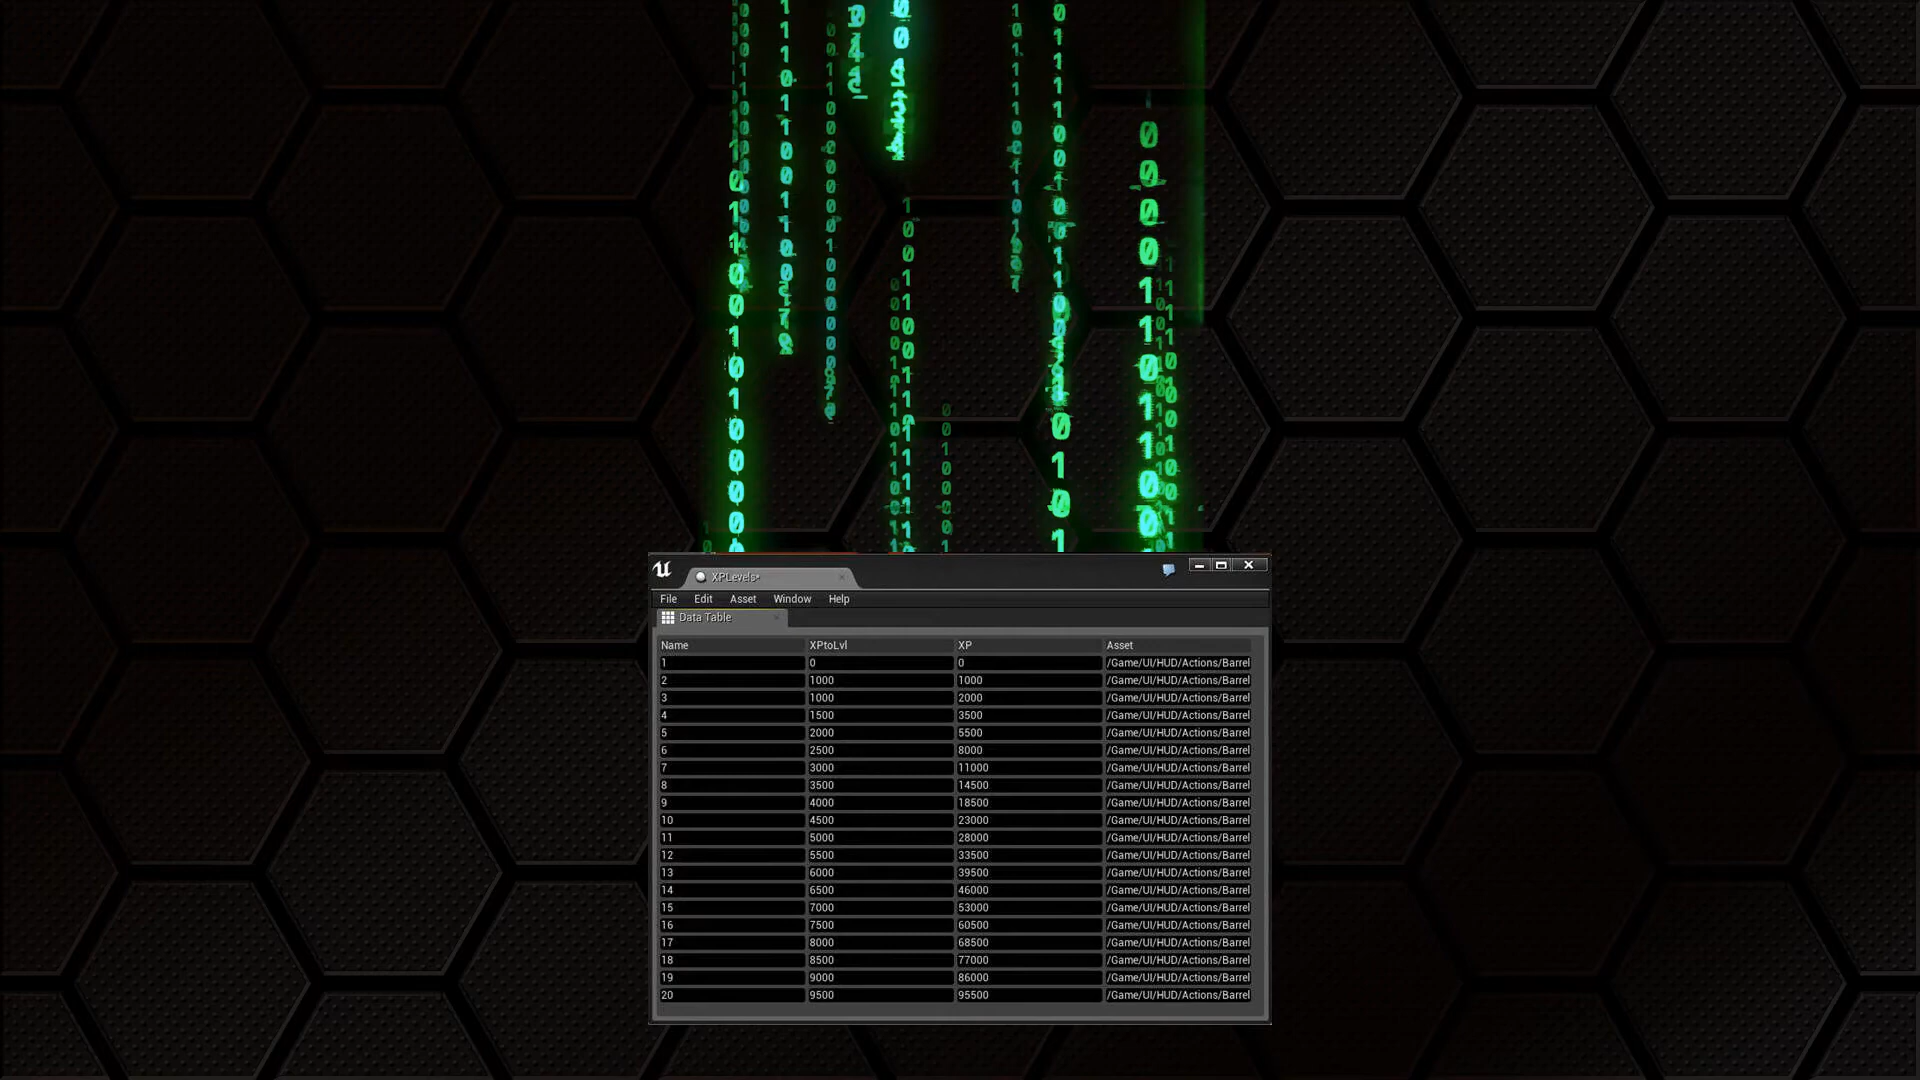 XPLevels*
File Edit Asset Window Help
Data Table
Name XPtoLvl XP Asset
1 0 0 /Game/UI/HUD/Actions/Barrel
2 1000 1000 /Game/UI/HUD/Actions/Barrel
3 1000 2000 /Game/UI/HUD/Actions/Barrel
4 1500 3500 /Game/UI/HUD/Actions/Barrel
5 2000 5500 /Game/UI/HUD/Actions/Barrel
6 2500 8000 /Game/UI/HUD/Actions/Barrel
7 3000 11000 /Game/UI/HUD/Actions/Barrel
8 3500 14500 /Game/UI/HUD/Actions/Barrel
9 4000 18500 /Game/UI/HUD/Actions/Barrel
10 4500 23000 /Game/UI/HUD/Actions/Barrel
11 5000 28000 /Game/UI/HUD/Actions/Barrel
12 5500 33500 /Game/UI/HUD/Actions/Barrel
13 6000 39500 /Game/UI/HUD/Actions/Barrel
14 6500 46000 /Game/UI/HUD/Actions/Barrel
15 7000 53000 /Game/UI/HUD/Actions/Barrel
16 7500 60500 /Game/UI/HUD/Actions/Barrel
17 8000 68500 /Game/UI/HUD/Actions/Barrel
18 8500 77000 /Game/UI/HUD/Actions/Barrel
19 9000 86000 /Game/UI/HUD/Actions/Barrel
20 9500 95500 /Game/UI/HUD/Actions/Barrel